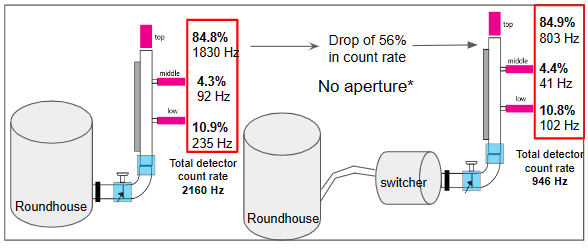 top
84.8%
1830 Hz
middle
4.3%
92 Hz
low
10.9%
235 Hz
Total detector
count rate
2160 Hz
Roundhouse
Drop of 56%
in count rate
No aperture*
top
84.9%
803 Hz
middle
4.4%
41 Hz
low
10.8%
102 Hz
Total detector
count rate
946 Hz
switcher
Roundhouse